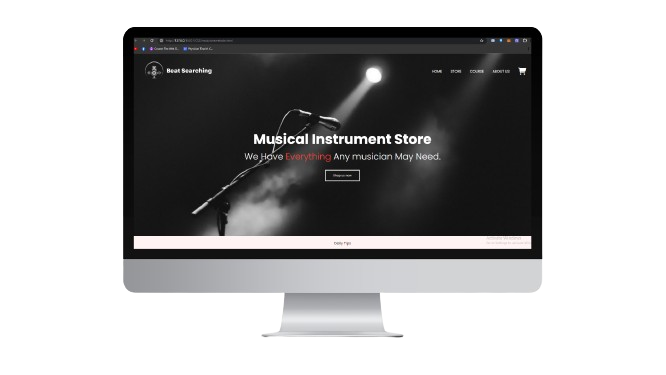 Beat Searching
HOME STORE COURSE ABOUT US
Musical Instrument Store
We Have Everything Any musician May Need.
Shop us now
Daily Tips